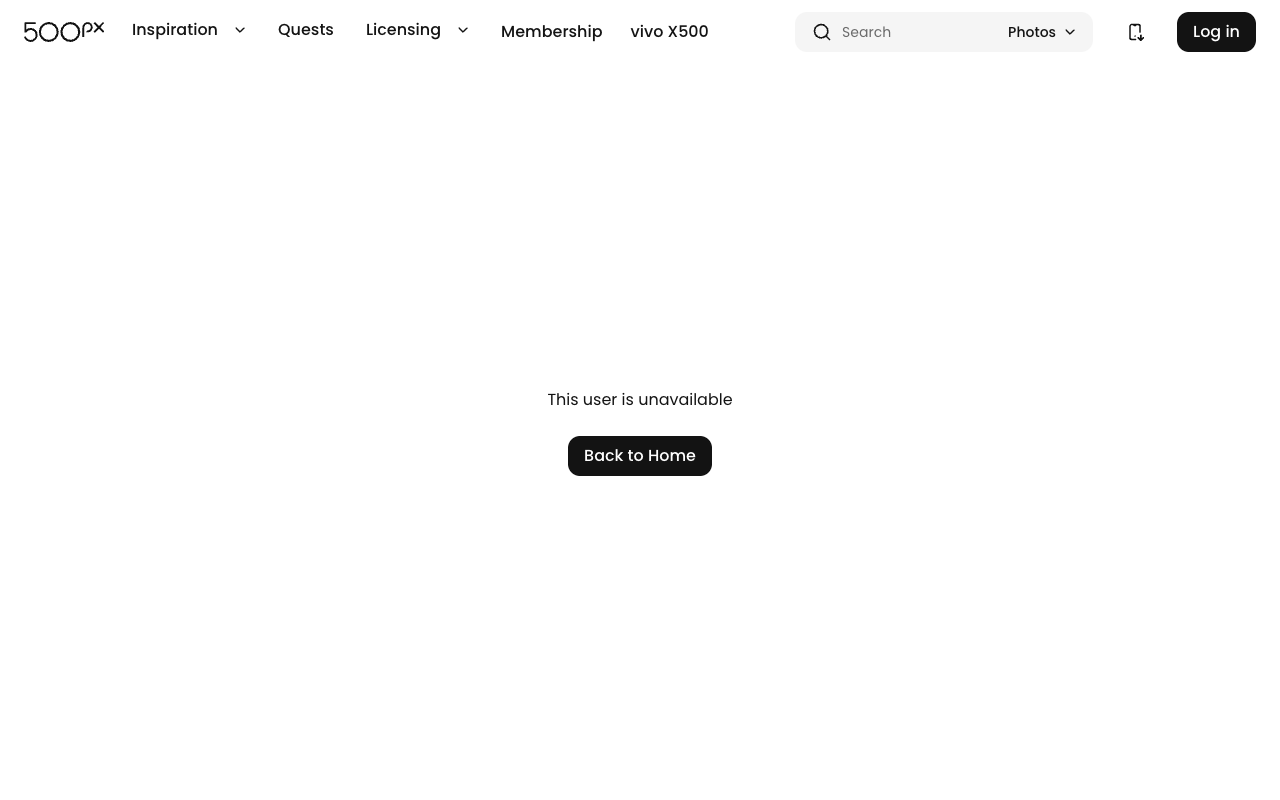 500px
Inspiration
Quests
Licensing
Membership
vivo X500
Search
Photos
Log in
This user is unavailable
Back to Home